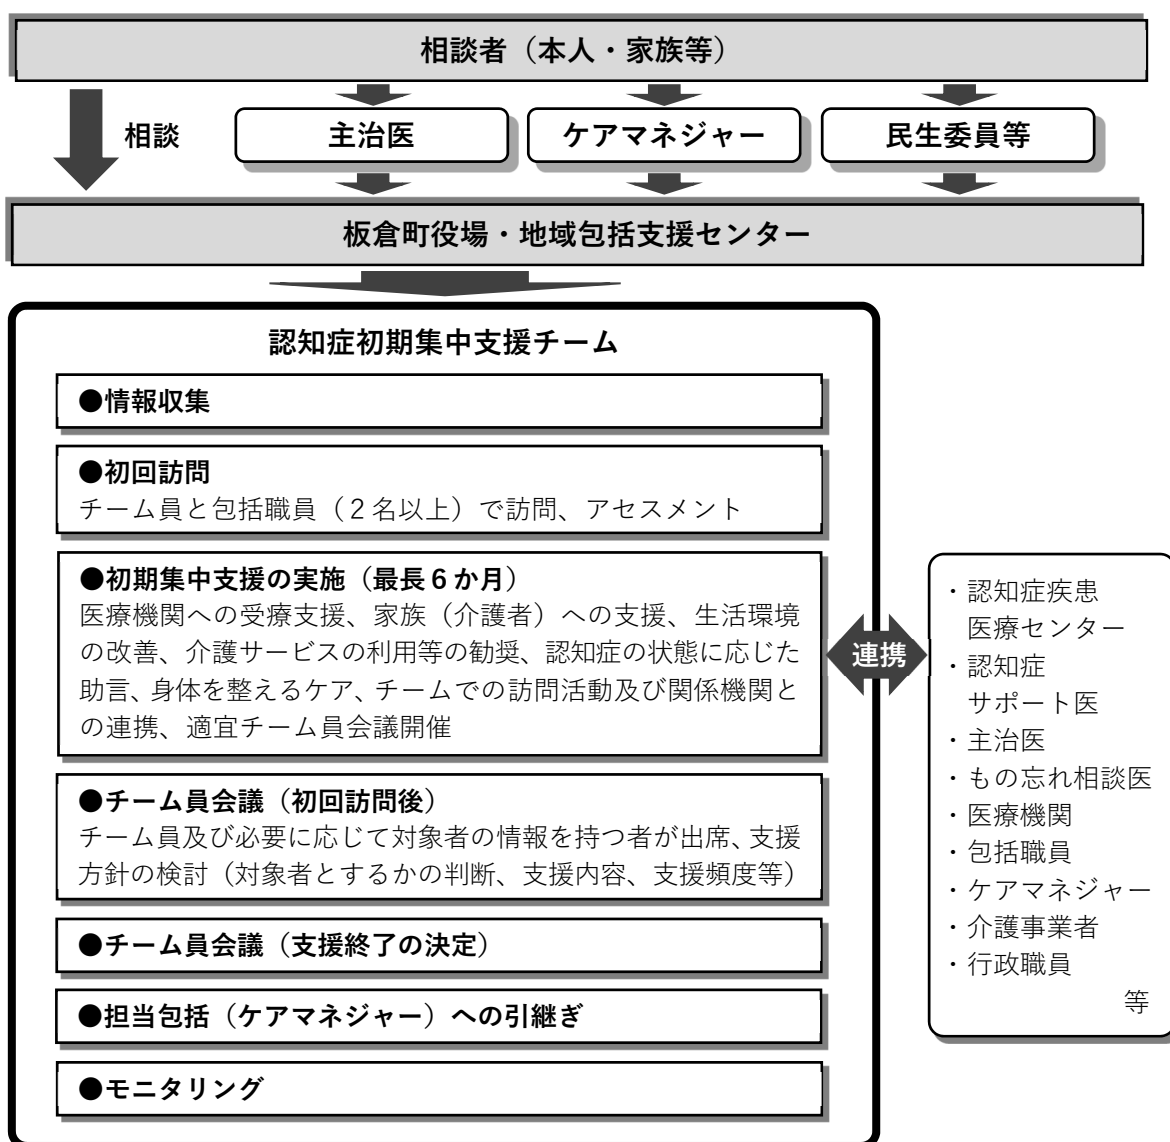 相談者（本人・家族等）
相談
主治医
ケアマネジャー
民生委員等
板倉町役場・地域包括支援センター
認知症初期集中支援チーム
●情報収集
●初回訪問
チーム員と包括職員（２名以上）で訪問、アセスメント
●初期集中支援の実施（最長６か月）
医療機関への受療支援、家族（介護者）への支援、生活環境
の改善、介護サービスの利用等の勧奨、認知症の状態に応じた
助言、身体を整えるケア、チームでの訪問活動及び関係機関と
の連携、適宜チーム員会議開催
●チーム員会議（初回訪問後）
チーム員及び必要に応じて対象者の情報を持つ者が出席、支援
方針の検討（対象者とするかの判断、支援内容、支援頻度等）
●チーム員会議（支援終了の決定）
●担当包括（ケアマネジャー）への引継ぎ
●モニタリング
連携
・認知症疾患
医療センター
・認知症
サポート医
・主治医
・もの忘れ相談医
・医療機関
・包括職員
・ケアマネジャー
・介護事業者
・行政職員
等